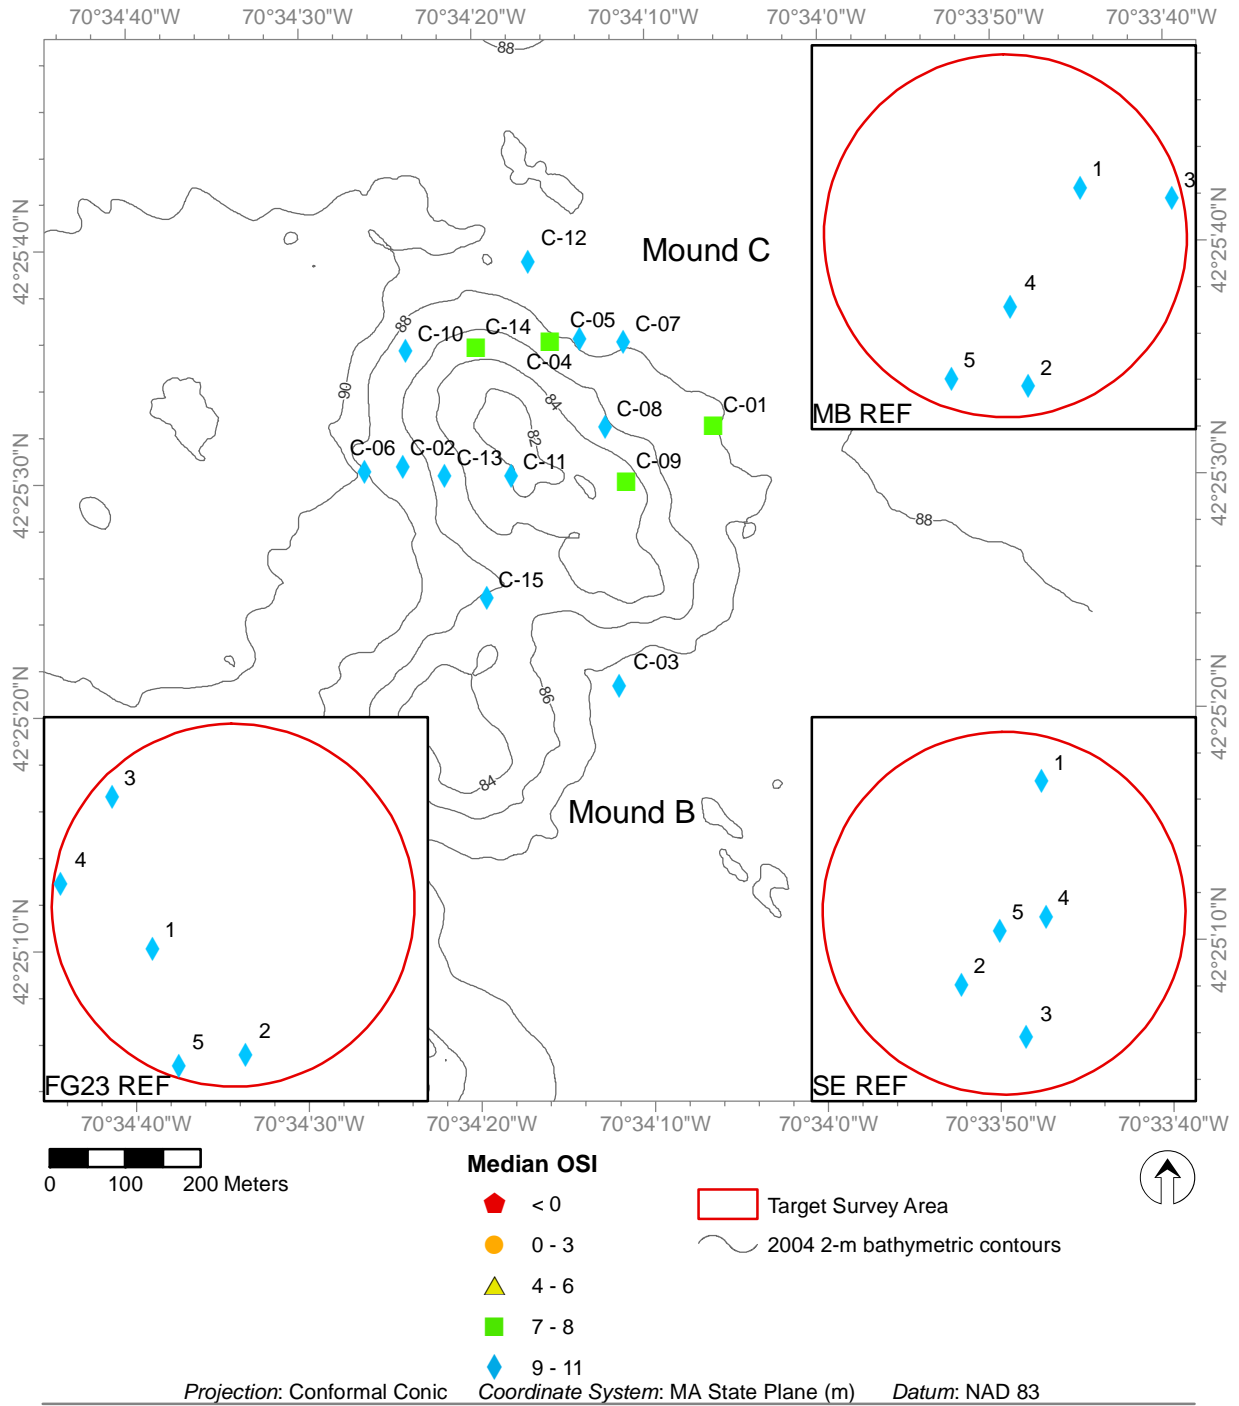 70°34'40"W 70°34'30"W 70°34'20"W 70°34'10"W 70°34'0"W 70°33'50"W 70°33'40"W
88
1
3
4
5
2
MB REF
42°25'40"N
42°25'30"N
42°25'20"N
42°25'10"N
42°25'40"N
42°25'30"N
42°25'20"N
42°25'10"N
C-12
Mound C
88
C-10
C-14
C-04
C-05
C-07
90
84
C-08
C-01
82
C-06
C-02
C-13
C-11
C-09
88
C-15
C-03
86
84
Mound B
3
4
1
5
2
FG23 REF
1
5
4
2
3
SE REF
70°34'40"W 70°34'30"W 70°34'20"W 70°34'10"W 70°34'0"W 70°33'50"W 70°33'40"W
0 100 200 Meters
Median OSI
< 0
0 - 3
4 - 6
7 - 8
9 - 11
Target Survey Area
2004 2-m bathymetric contours
Projection: Conformal Conic Coordinate System: MA State Plane (m) Datum: NAD 83